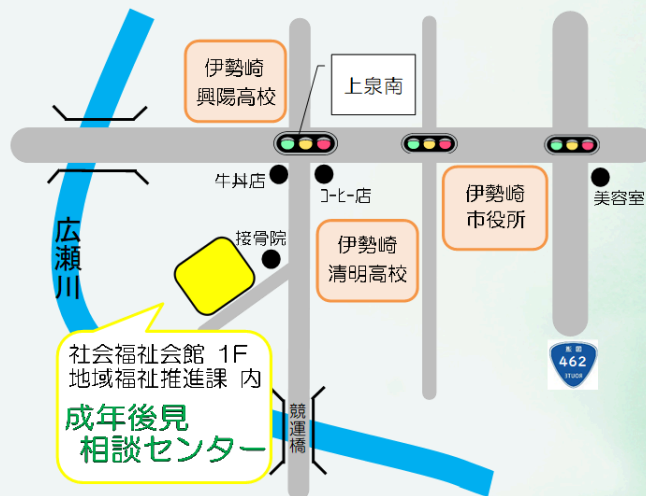 伊勢崎
興陽高校
上泉南
牛丼店
コーヒー店
伊勢崎
市役所
美容室
広瀬川
接骨院
伊勢崎
清明高校
社会福祉会館 1F
地域福祉推進課 内
成年後見
相談センター
競運橋
462